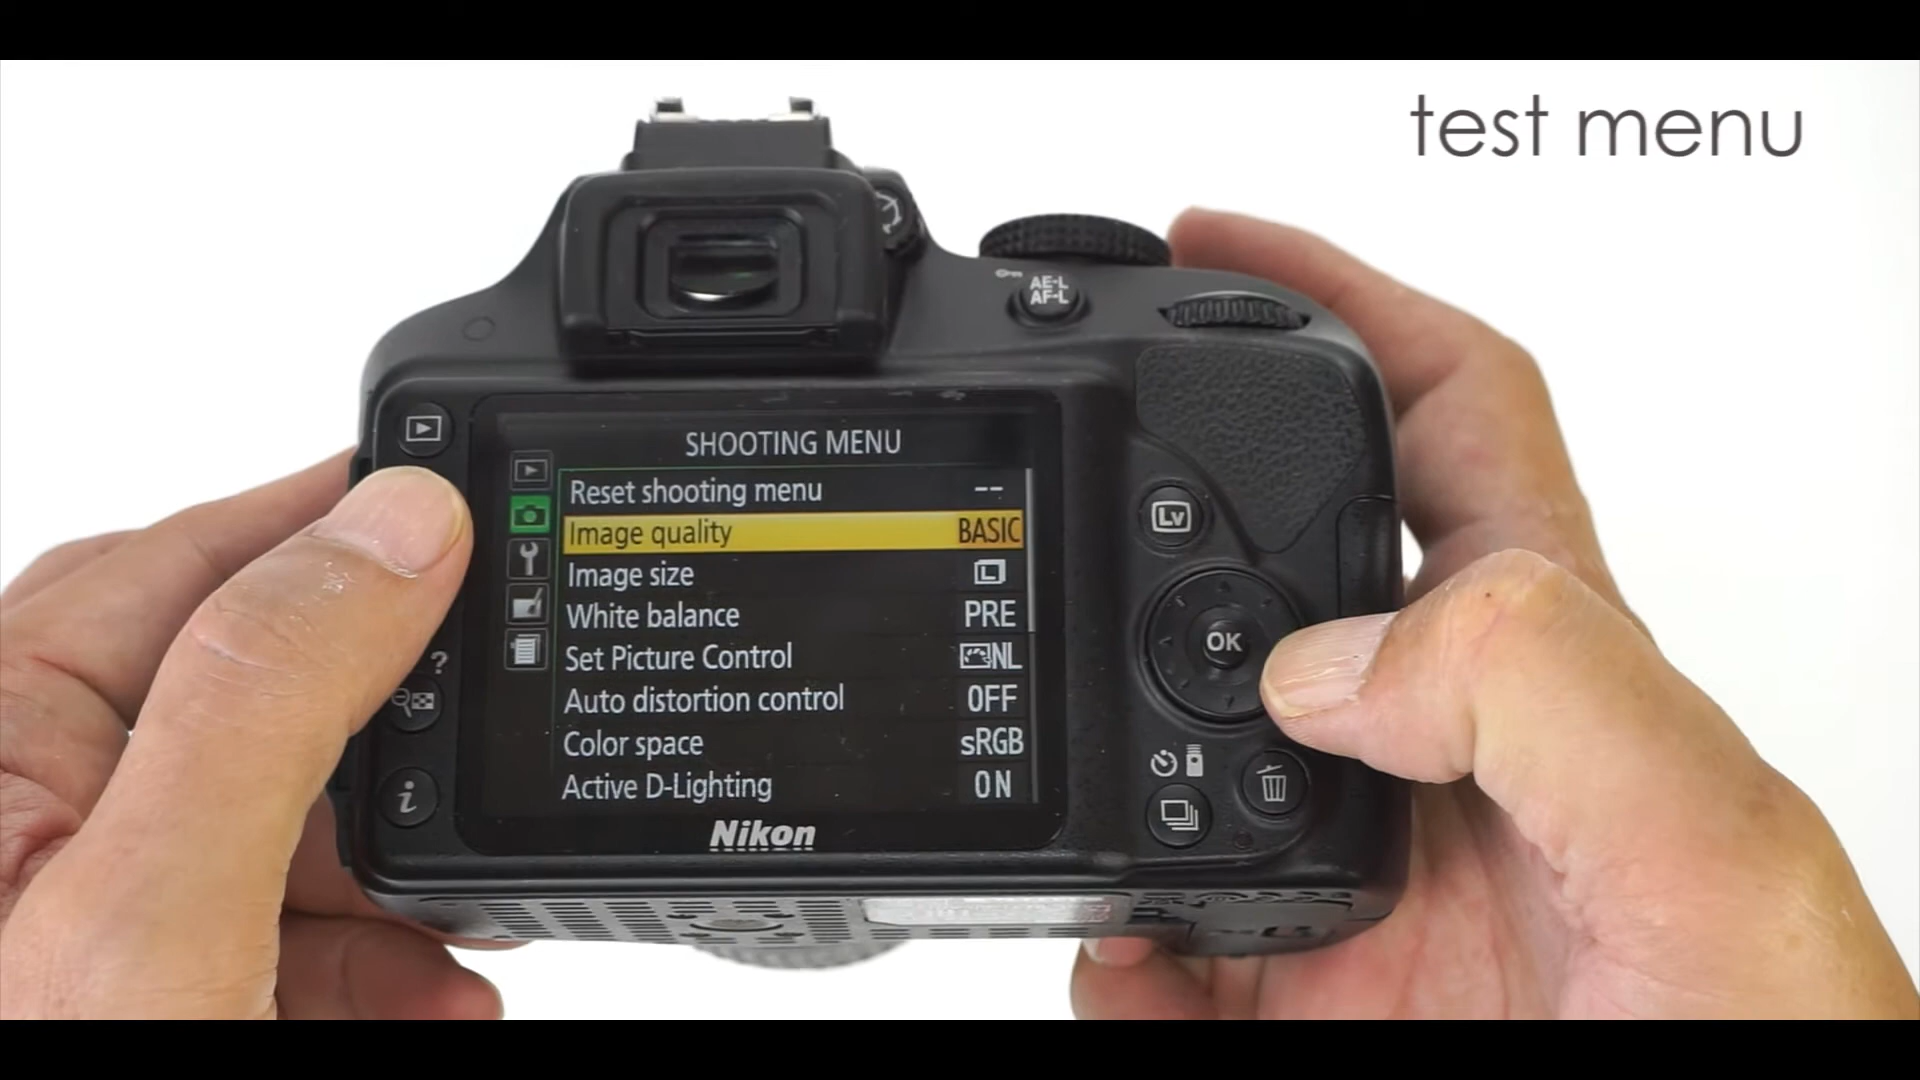 test menu
AE-L
AF-L
SHOOTING MENU
Reset shooting menu --
Image quality BASIC
Image size L
White balance PRE
Set Picture Control NL
Auto distortion control OFF
Color space sRGB
Active D-Lighting ON
Lv
OK
?
i
Nikon